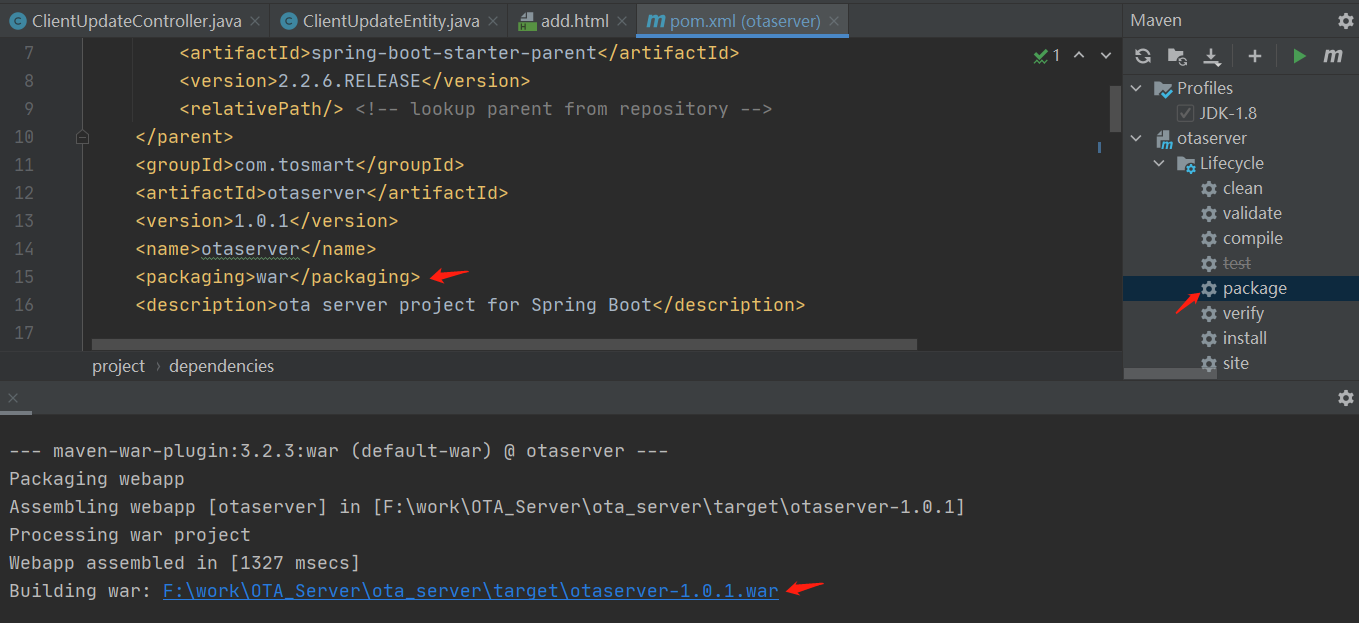 ClientUpdateController.java
ClientUpdateEntity.java
add.html
pom.xml (otaserver)
7 <artifactId>spring-boot-starter-parent</artifactId>
8 <version>2.2.6.RELEASE</version>
9 <relativePath/> <!-- lookup parent from repository -->
10 </parent>
11 <groupId>com.tosmart</groupId>
12 <artifactId>otaserver</artifactId>
13 <version>1.0.1</version>
14 <name>otaserver</name>
15 <packaging>war</packaging>
16 <description>ota server project for Spring Boot</description>
17
1
project › dependencies
Maven
Profiles
JDK-1.8
otaserver
Lifecycle
clean
validate
compile
test
package
verify
install
site
--- maven-war-plugin:3.2.3:war (default-war) @ otaserver ---
Packaging webapp
Assembling webapp [otaserver] in [F:\work\OTA_Server\ota_server\target\otaserver-1.0.1]
Processing war project
Webapp assembled in [1327 msecs]
Building war: F:\work\OTA_Server\ota_server\target\otaserver-1.0.1.war